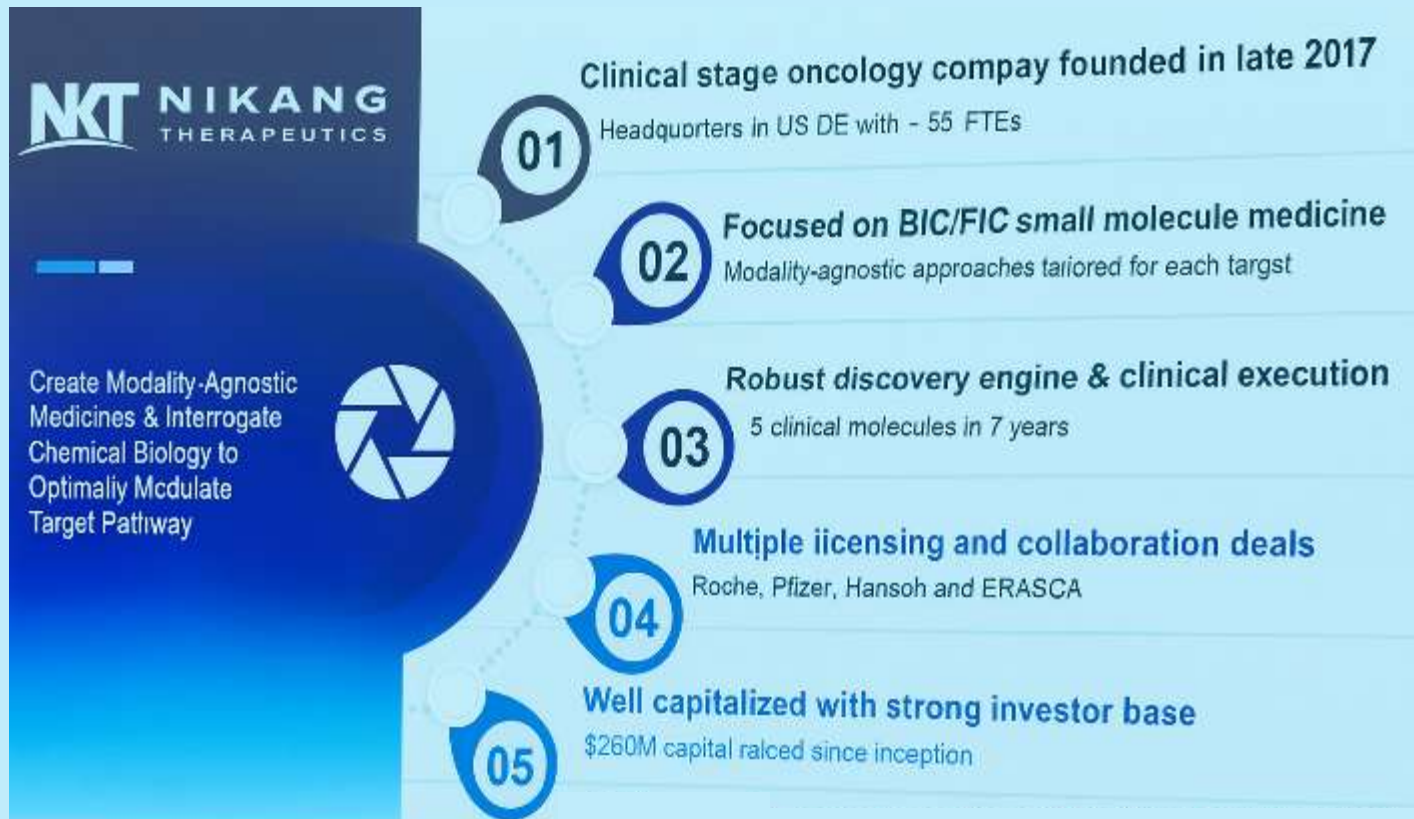 NKT NIKANG
THERAPEUTICS
Create Modality-Agnostic
Medicines & Interrogate
Chemical Biology to
Optimaliy Mcdulate
Target Pathway
01
Clinical stage oncology compay founded in late 2017
Headquorters in US DE with - 55 FTEs
02
Focused on BIC/FIC small molecule medicine
Modality-agnostic approaches tariored for each targst
03
Robust discovery engine & clinical execution
5 clinical molecules in 7 years
04
Multiple iicensing and collaboration deals
Roche, Pfizer, Hansoh and ERASCA
05
Well capitalized with strong investor base
$260M capital ralced since inception